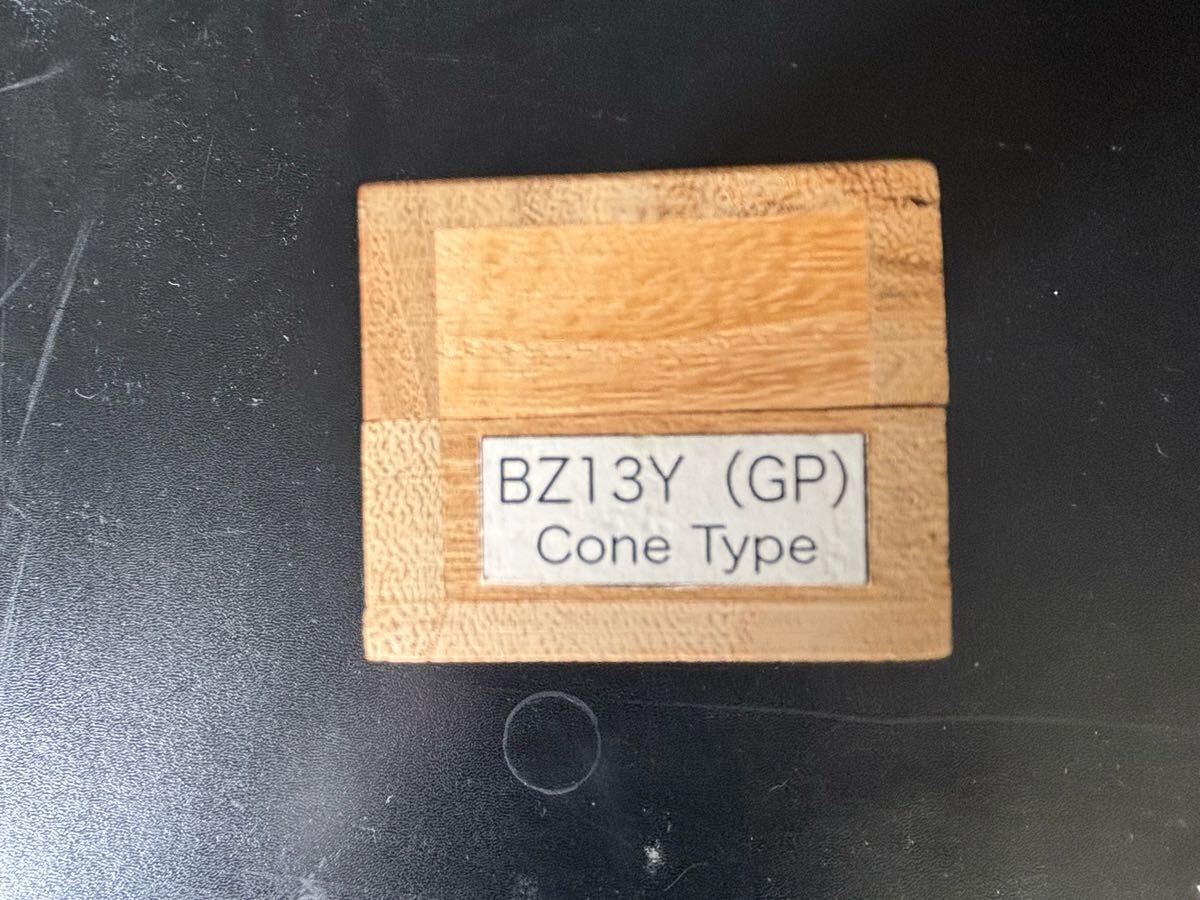 BZ13Y (GP)
Cone Type